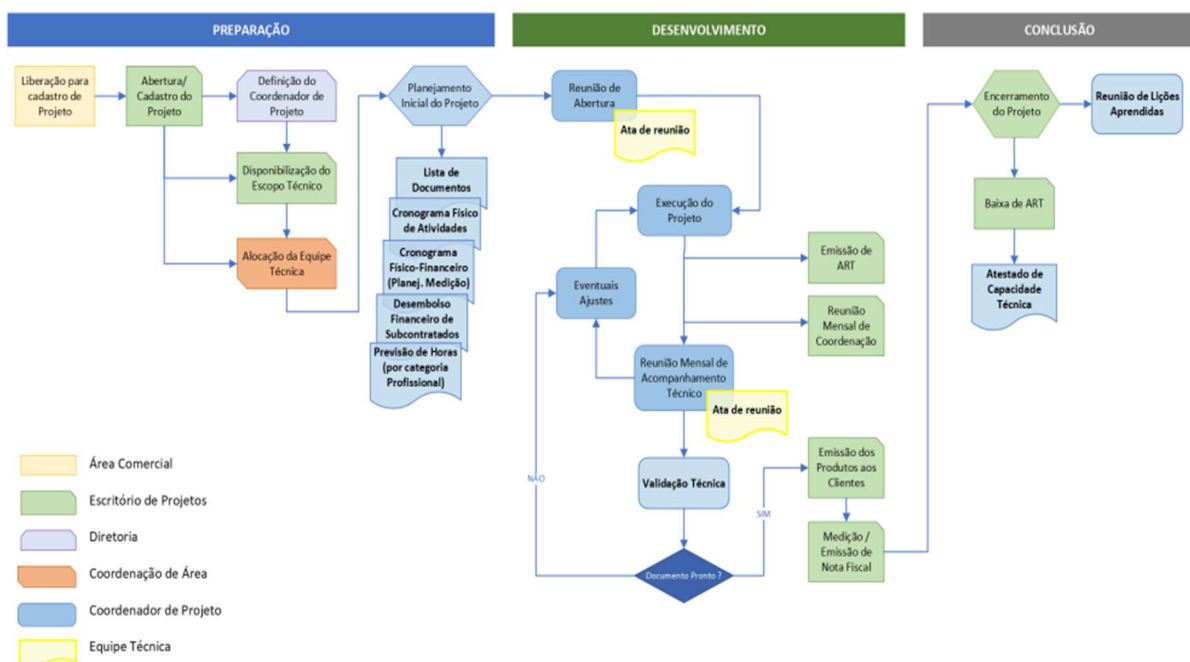 PREPARAÇÃO
DESENVOLVIMENTO
CONCLUSÃO
Liberação para
cadastro de
Projeto
Abertura/
Cadastro do
Projeto
Definição do
Coordenador de
Projeto
Disponibilização do
Escopo Técnico
Alocação da Equipe
Técnica
Planejamento
Inicial do Projeto
Lista de
Documentos
Cronograma Físico
de Atividades
Cronograma
Físico-Financeiro
(Planej. Medição)
Desembolso
Financeiro de
Subcontratados
Previsão de Horas
(por categoria
Profissional)
Reunião de
Abertura
Ata de reunião
Execução do
Projeto
Eventuais
Ajustes
Emissão de
ART
Reunião
Mensal de
Coordenação
Reunião Mensal de
Acompanhamento
Técnico
Ata de reunião
Validação Técnica
Documento Pronto ?
NÃO
SIM
Emissão dos
Produtos aos
Clientes
Medição /
Emissão de
Nota Fiscal
Encerramento
do Projeto
Reunião de Lições
Aprendidas
Baixa de ART
Atestado de
Capacidade
Técnica
Área Comercial
Escritório de Projetos
Diretoria
Coordenação de Área
Coordenador de Projeto
Equipe Técnica